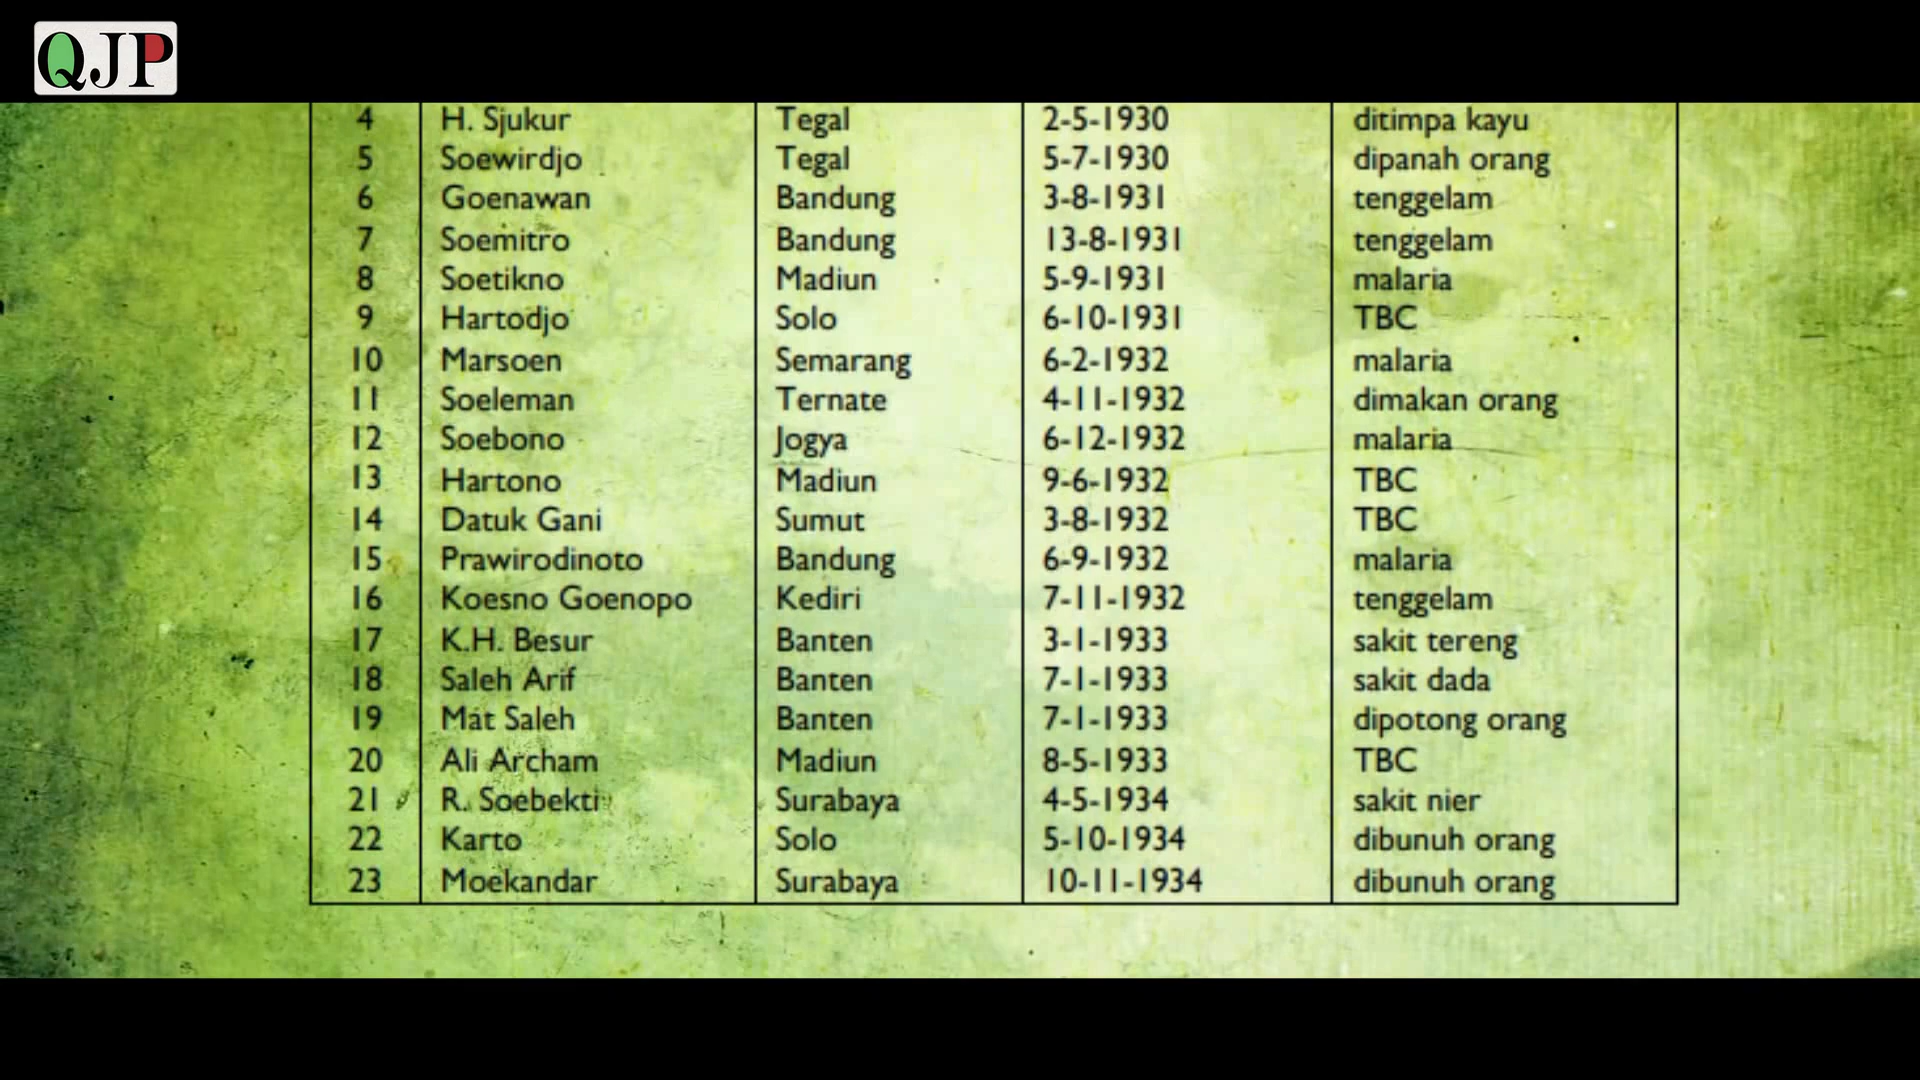 QJP
4 H. Sjukur Tegal 2-5-1930 ditimpa kayu
5 Soewirdjo Tegal 5-7-1930 dipanah orang
6 Goenawan Bandung 3-8-1931 tenggelam
7 Soemitro Bandung 13-8-1931 tenggelam
8 Soetikno Madiun 5-9-1931 malaria
9 Hartodjo Solo 6-10-1931 TBC
10 Marsoen Semarang 6-2-1932 malaria
11 Soeleman Ternate 4-11-1932 dimakan orang
12 Soebono Jogya 6-12-1932 malaria
13 Hartono Madiun 9-6-1932 TBC
14 Datuk Gani Sumut 3-8-1932 TBC
15 Prawirodinoto Bandung 6-9-1932 malaria
16 Koesno Goenopo Kediri 7-11-1932 tenggelam
17 K.H. Besur Banten 3-1-1933 sakit tereng
18 Saleh Arif Banten 7-1-1933 sakit dada
19 Mat Saleh Banten 7-1-1933 dipotong orang
20 Ali Archam Madiun 8-5-1933 TBC
21 R. Soebekti Surabaya 4-5-1934 sakit nier
22 Karto Solo 5-10-1934 dibunuh orang
23 Moekandar Surabaya 10-11-1934 dibunuh orang